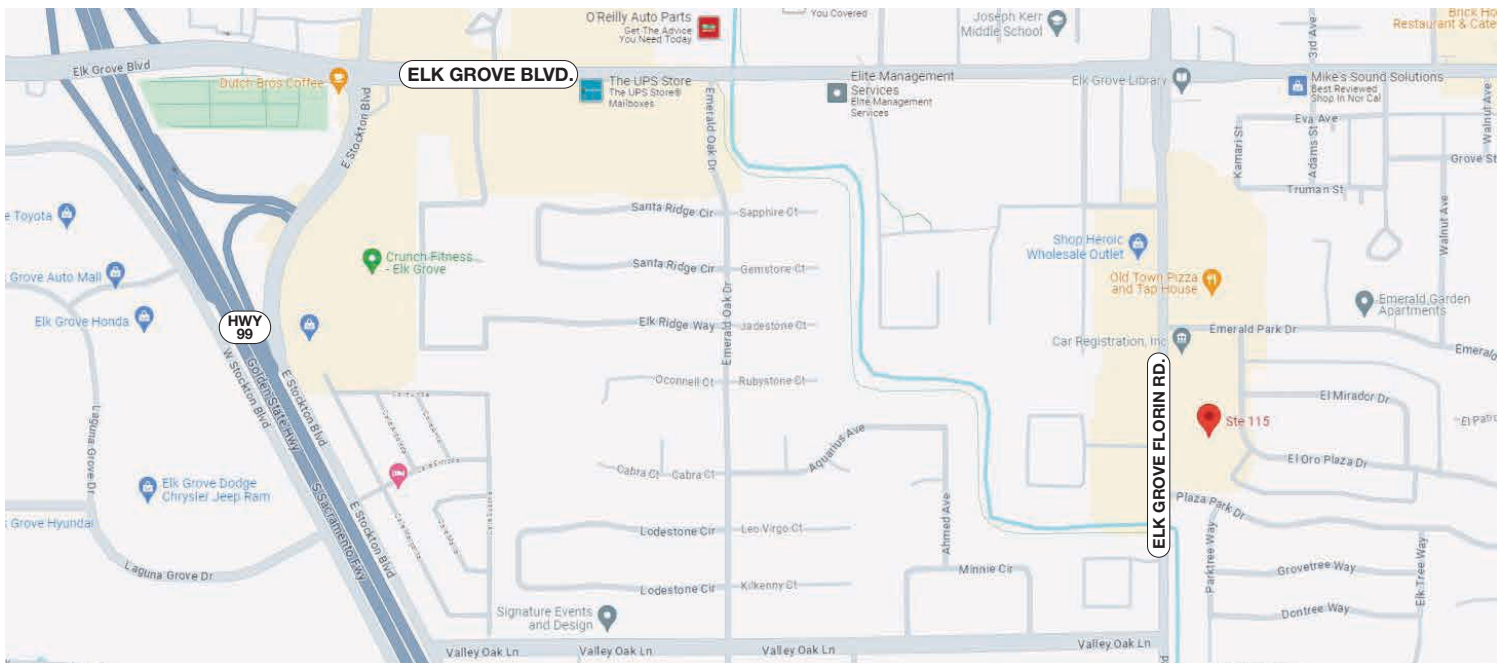 O'Reilly Auto Parts
Get The Advice
You Need Today
You Covered
Joseph Kerr
Middle School
3rd Ave
Brick Ho
Restaurant & Cate
Elk Grove Blvd
Dutch Bros Coffee
ELK GROVE BLVD.
The UPS Store
The UPS Store®
Mailboxes
Elite Management
Services
Elite Management
Services
Elk Grove Library
Mike's Sound Solutions
Best Reviewed
Shop In Nor Cal
E Stockton Blvd
Emerald Oak Dr
Eva Ave
Kamari St
Adams St
Walnut Ave
Grove St
Truman St
Walnut Ave
e Toyota
Santa Ridge Cir
Sapphire Ct
Shop Heroic
Wholesale Outlet
Crunch Fitness
- Elk Grove
Santa Ridge Cir
Gemstone Ct
Grove Auto Mall
Old Town Pizza
and Tap House
Emerald Garden
Apartments
Elk Grove Honda
HWY
99
Elk Ridge Way
Jadestone Ct
Emerald Oak Dr
Car Registration, Inc
Emerald Park Dr
Emerald
W Stockton Blvd
Golden State Hwy
E Stockton Blvd
Oconnell Ct
Rubystone Ct
ELK GROVE FLORIN RD.
El Mirador Dr
Laguna Grove Dr
Ste 115
El Patio
Aquarius Ave
Cabra Ct
Cabra Ct
El Oro Plaza Dr
Elk Grove Dodge
Chrysler Jeep Ram
S Sacramento Fwy
E Stockton Blvd
Plaza Park Dr
k Grove Hyundai
Lodestone Cir
Leo Virgo Ct
Ahmed Ave
Parktree Way
Elk Tree Way
Laguna Grove Dr
Minnie Cir
Grovetree Way
Lodestone Cir
Kilkenny Ct
Signature Events
and Design
Dontree Way
Valley Oak Ln
Valley Oak Ln
Valley Oak Ln
Valley Oak Ln